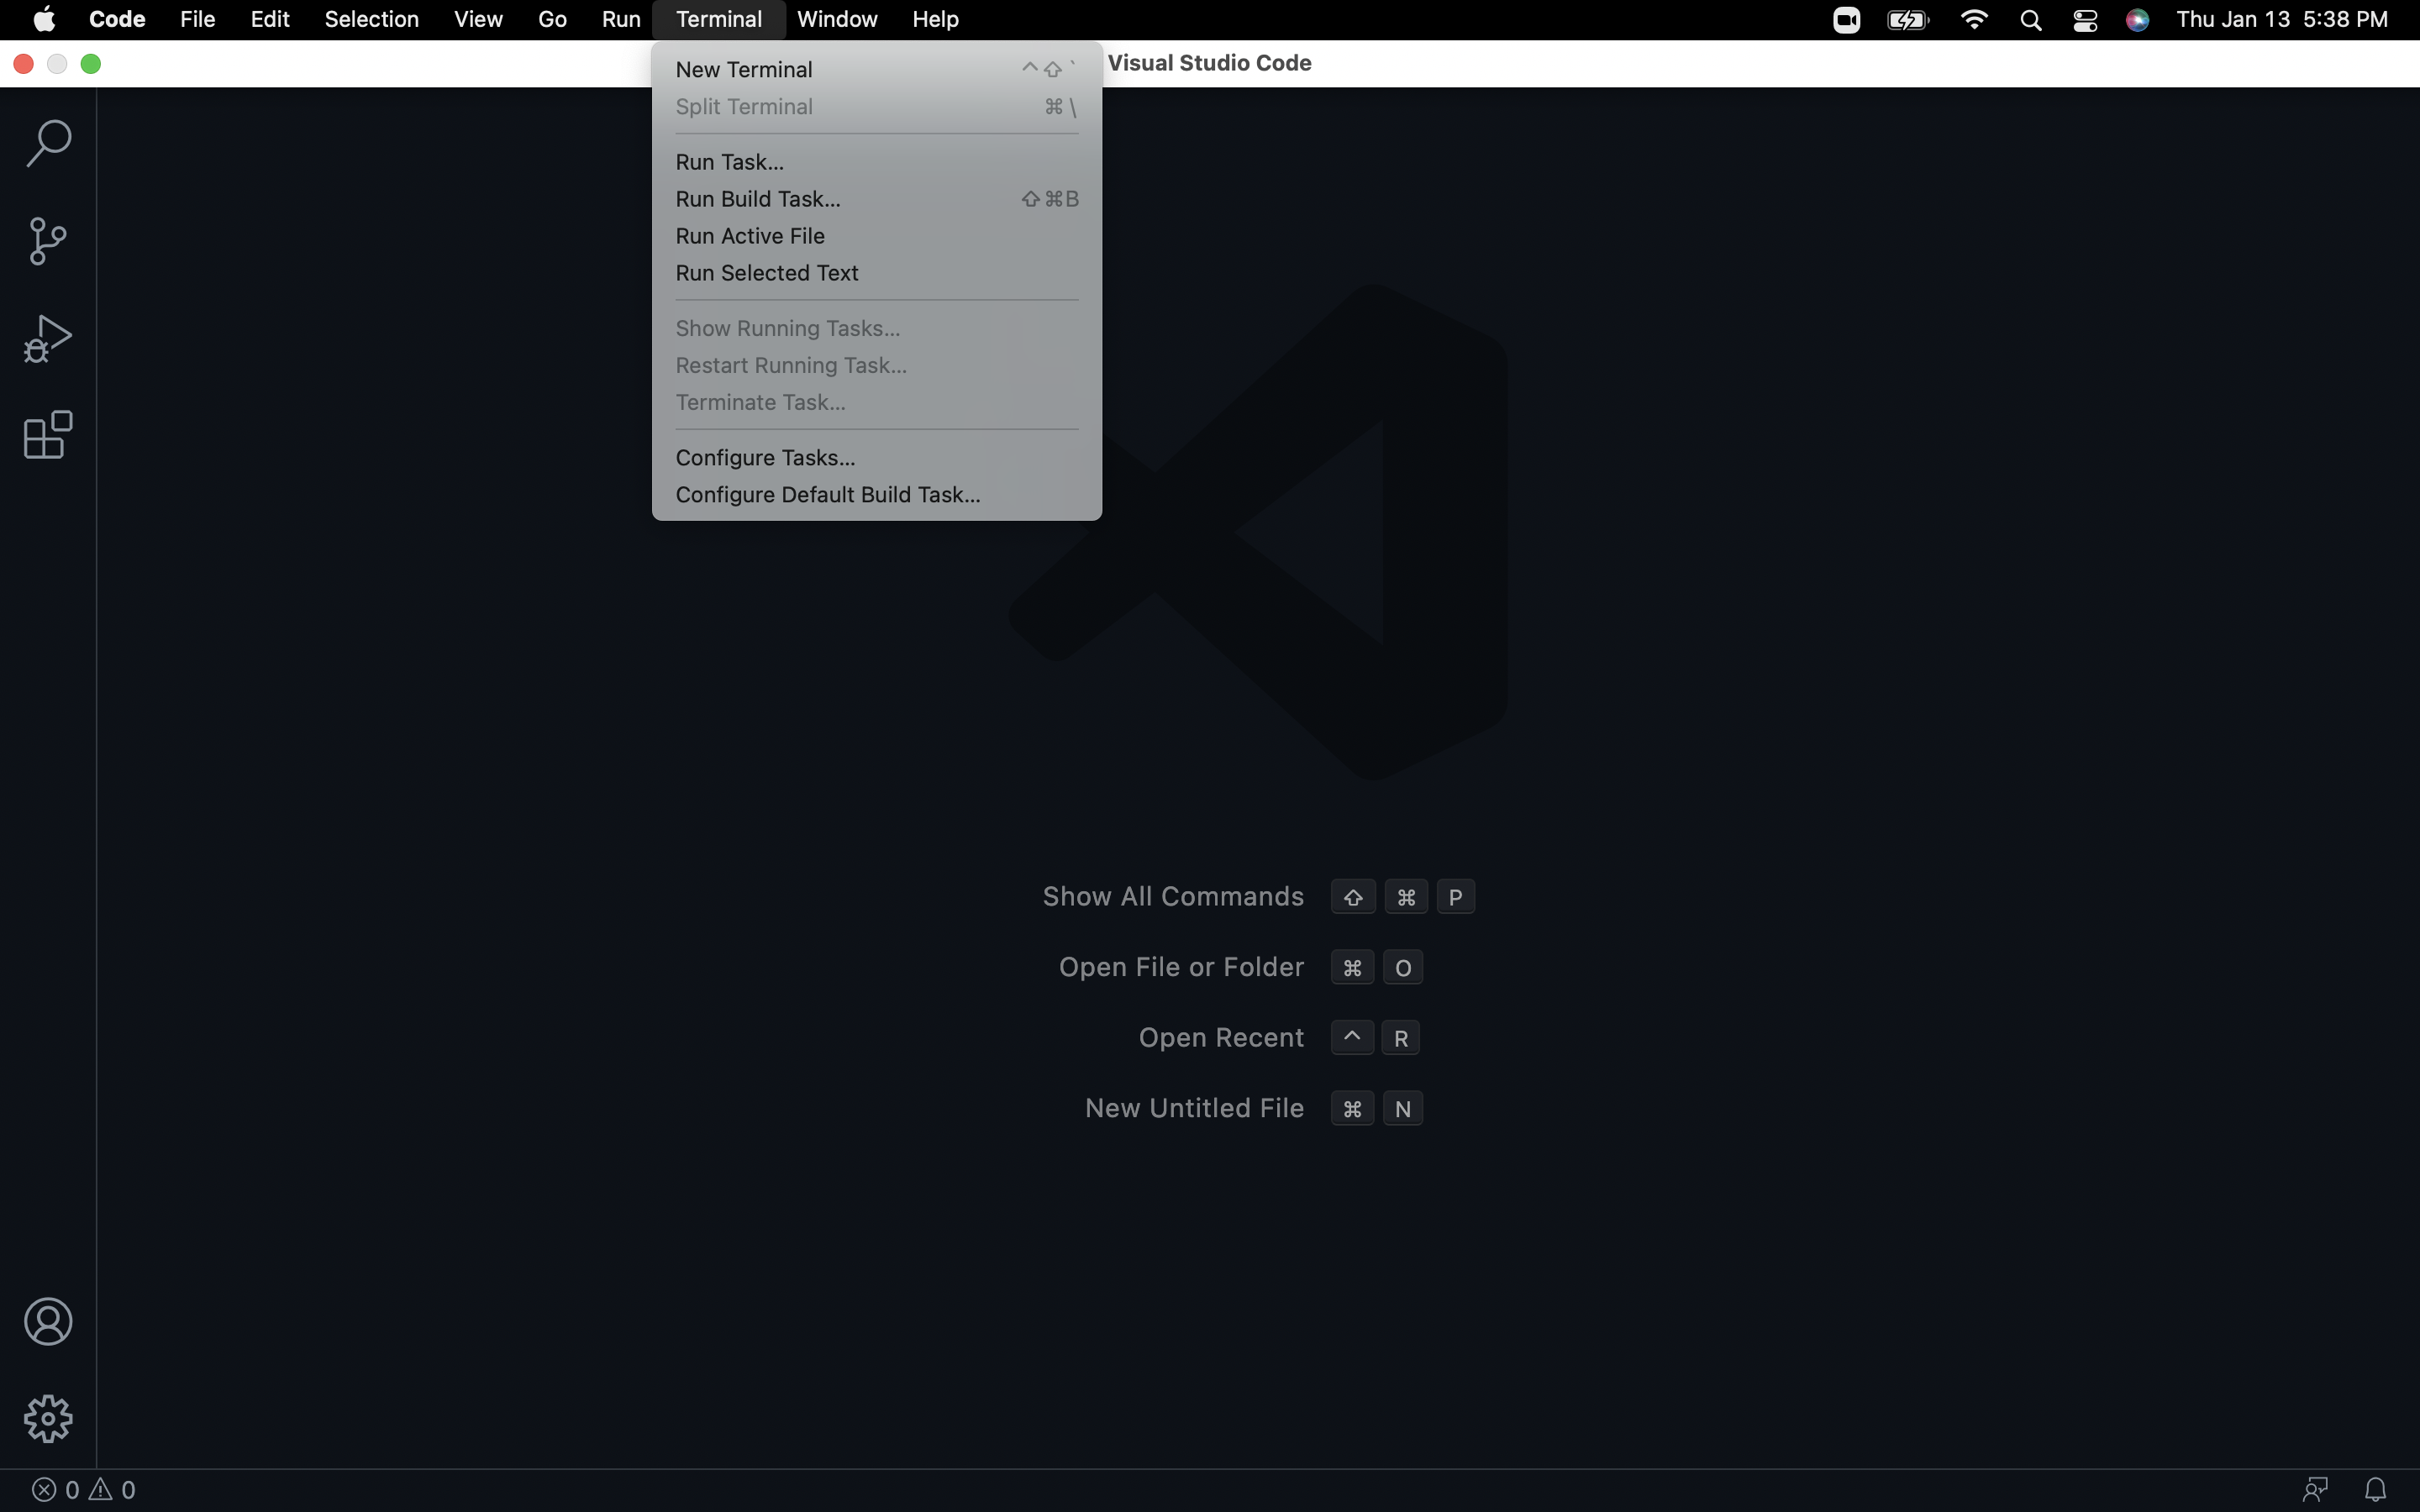 Code File Edit Selection View Go Run Terminal Window Help Thu Jan 13 5:38 PM
Visual Studio Code
New Terminal ^⇧`
Split Terminal ⌘\
Run Task...
Run Build Task... ⇧⌘B
Run Active File
Run Selected Text
Show Running Tasks...
Restart Running Task...
Terminate Task...
Configure Tasks...
Configure Default Build Task...
Show All Commands ⇧ ⌘ P
Open File or Folder ⌘ O
Open Recent ^ R
New Untitled File ⌘ N
0 0